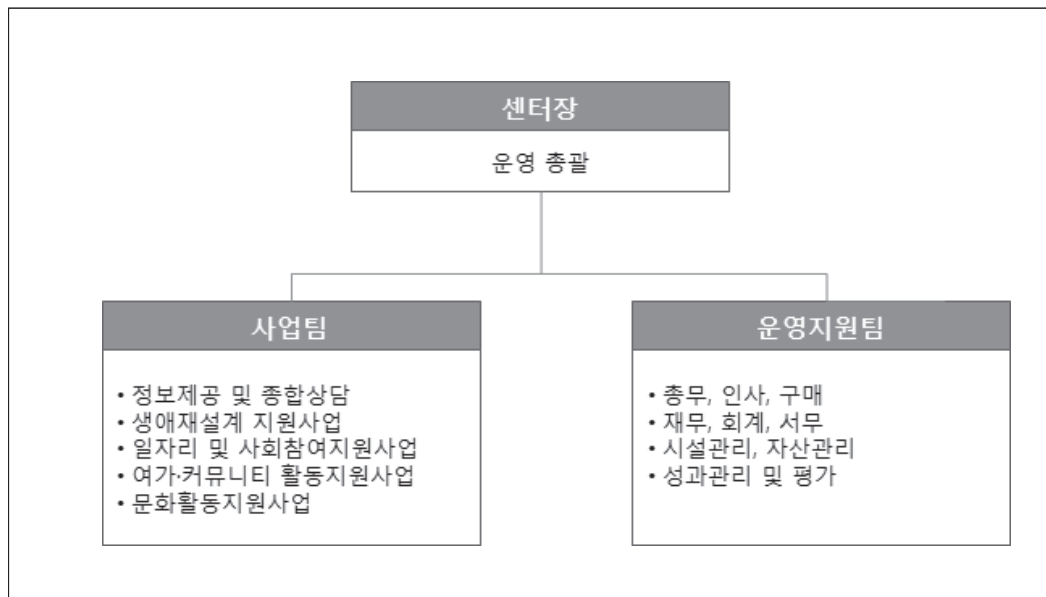 센터장
운영 총괄
사업팀
• 정보제공 및 종합상담
• 생애재설계 지원사업
• 일자리 및 사회참여지원사업
• 여가·커뮤니티 활동지원사업
• 문화활동지원사업
운영지원팀
• 총무, 인사, 구매
• 재무, 회계, 서무
• 시설관리, 자산관리
• 성과관리 및 평가